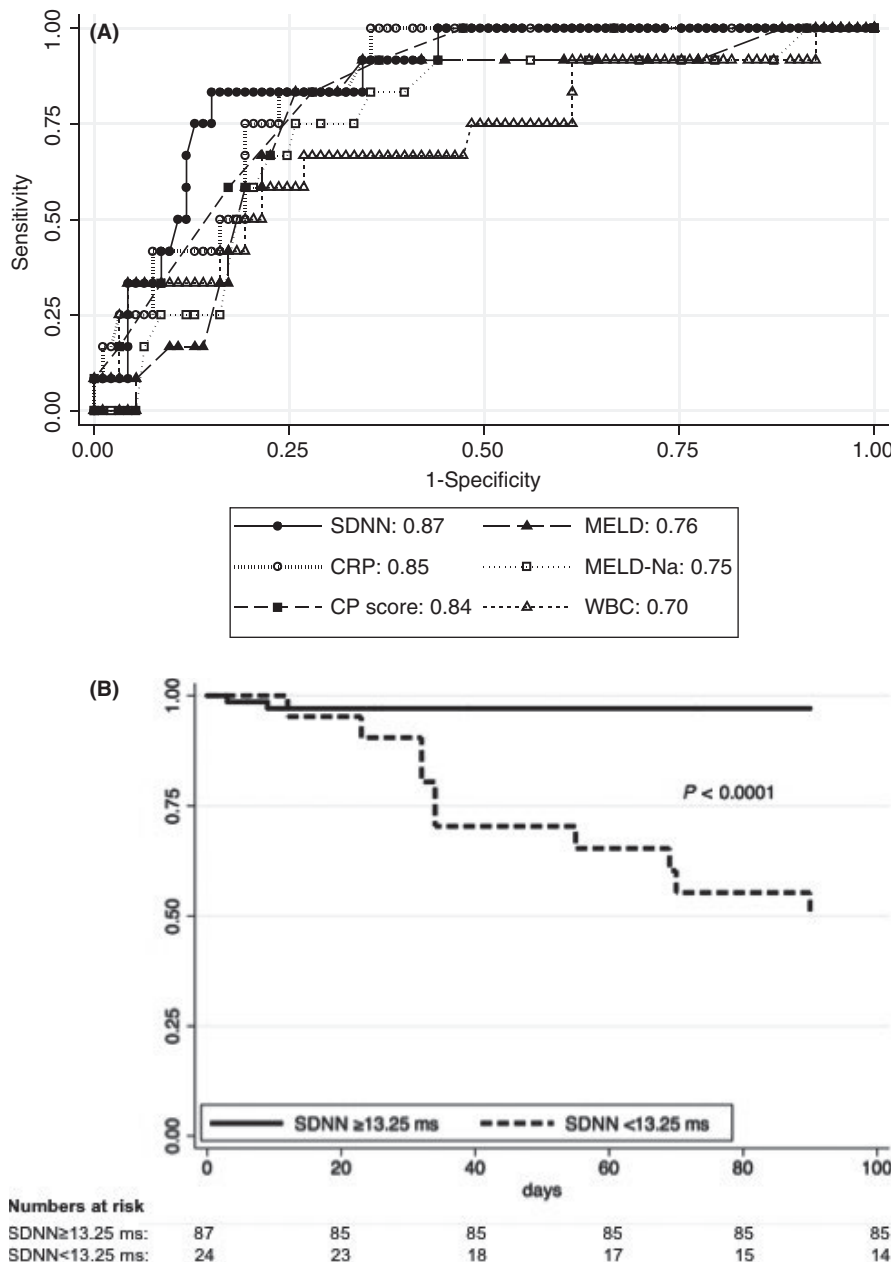 (A)
1.00
0.75
0.50
0.25
0.00
Sensitivity
0.00 0.25 0.50 0.75 1.00
1-Specificity
SDNN: 0.87 MELD: 0.76
CRP: 0.85 MELD-Na: 0.75
CP score: 0.84 WBC: 0.70
(B)
1.00
0.75
0.50
0.25
0.00
P < 0.0001
SDNN ≥13.25 ms SDNN <13.25 ms
0 20 40 60 80 100
days
Numbers at risk
SDNN≥13.25 ms: 87 85 85 85 85 85
SDNN<13.25 ms: 24 23 18 17 15 14